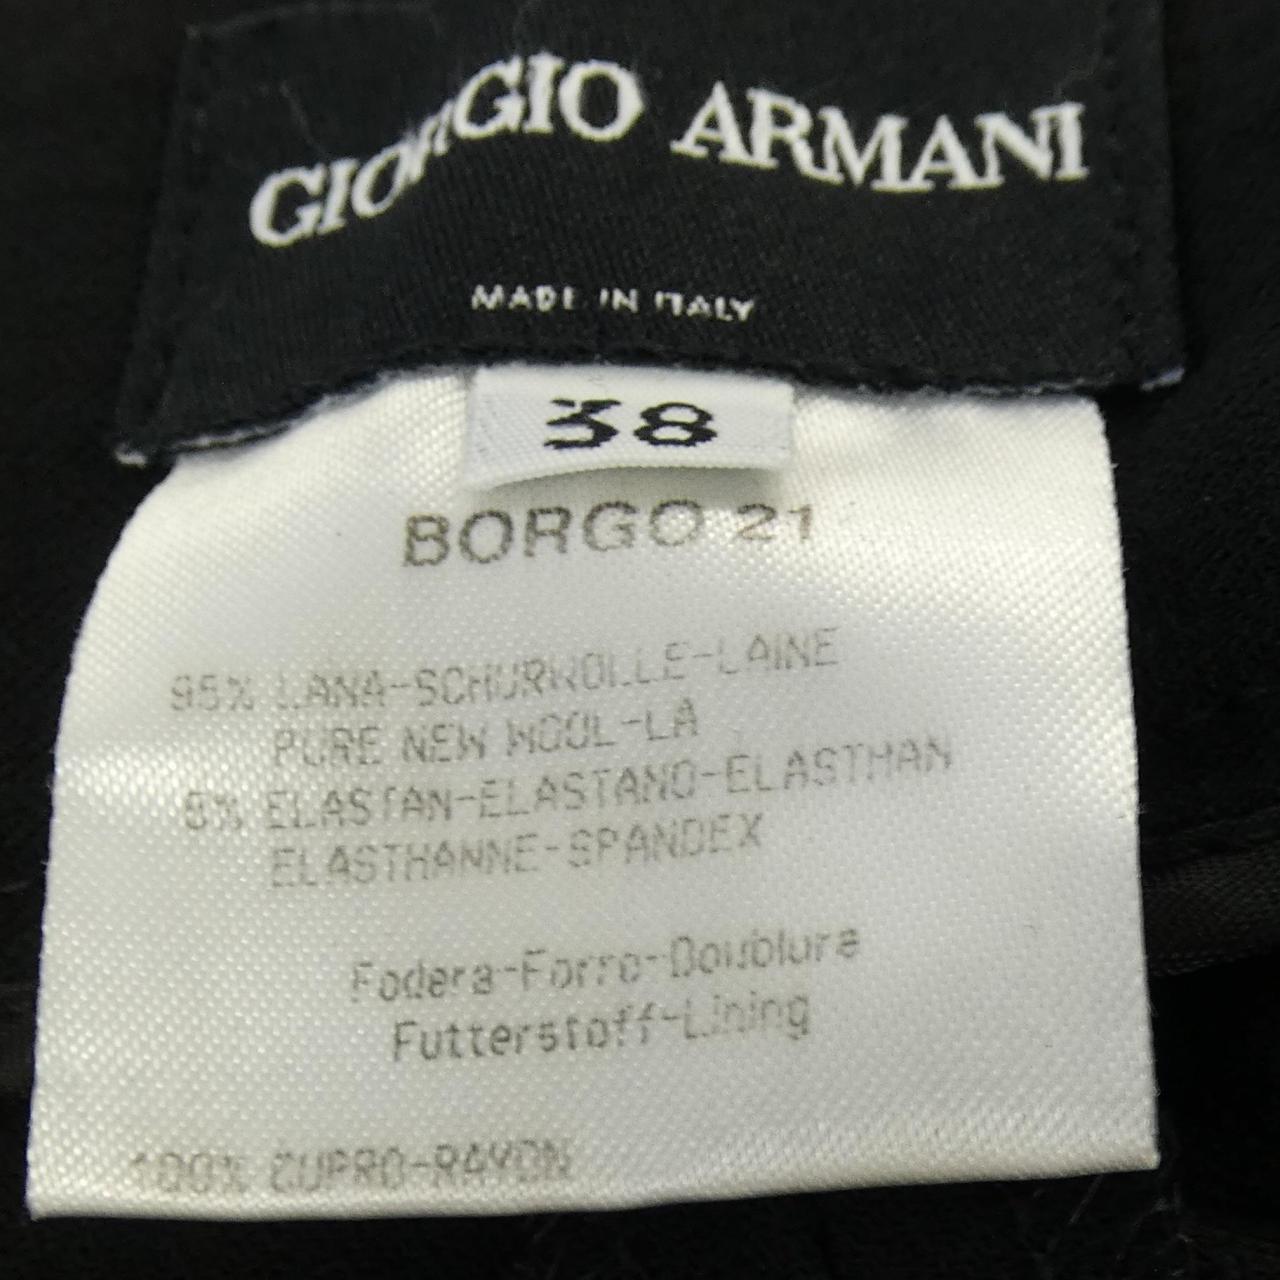 GIORGIO ARMANI
MADE IN ITALY
38
BORGO 21
95% LANA-SCHURWOLLE-LAINE
PURE NEW WOOL-LA
ELASTAN-ELASTANO-ELASTHAN
ELASTHANNE-SPANDEX
Fodera-Forro-Doublure
Futterstoff-Lining
100% CUPRO-RAYON